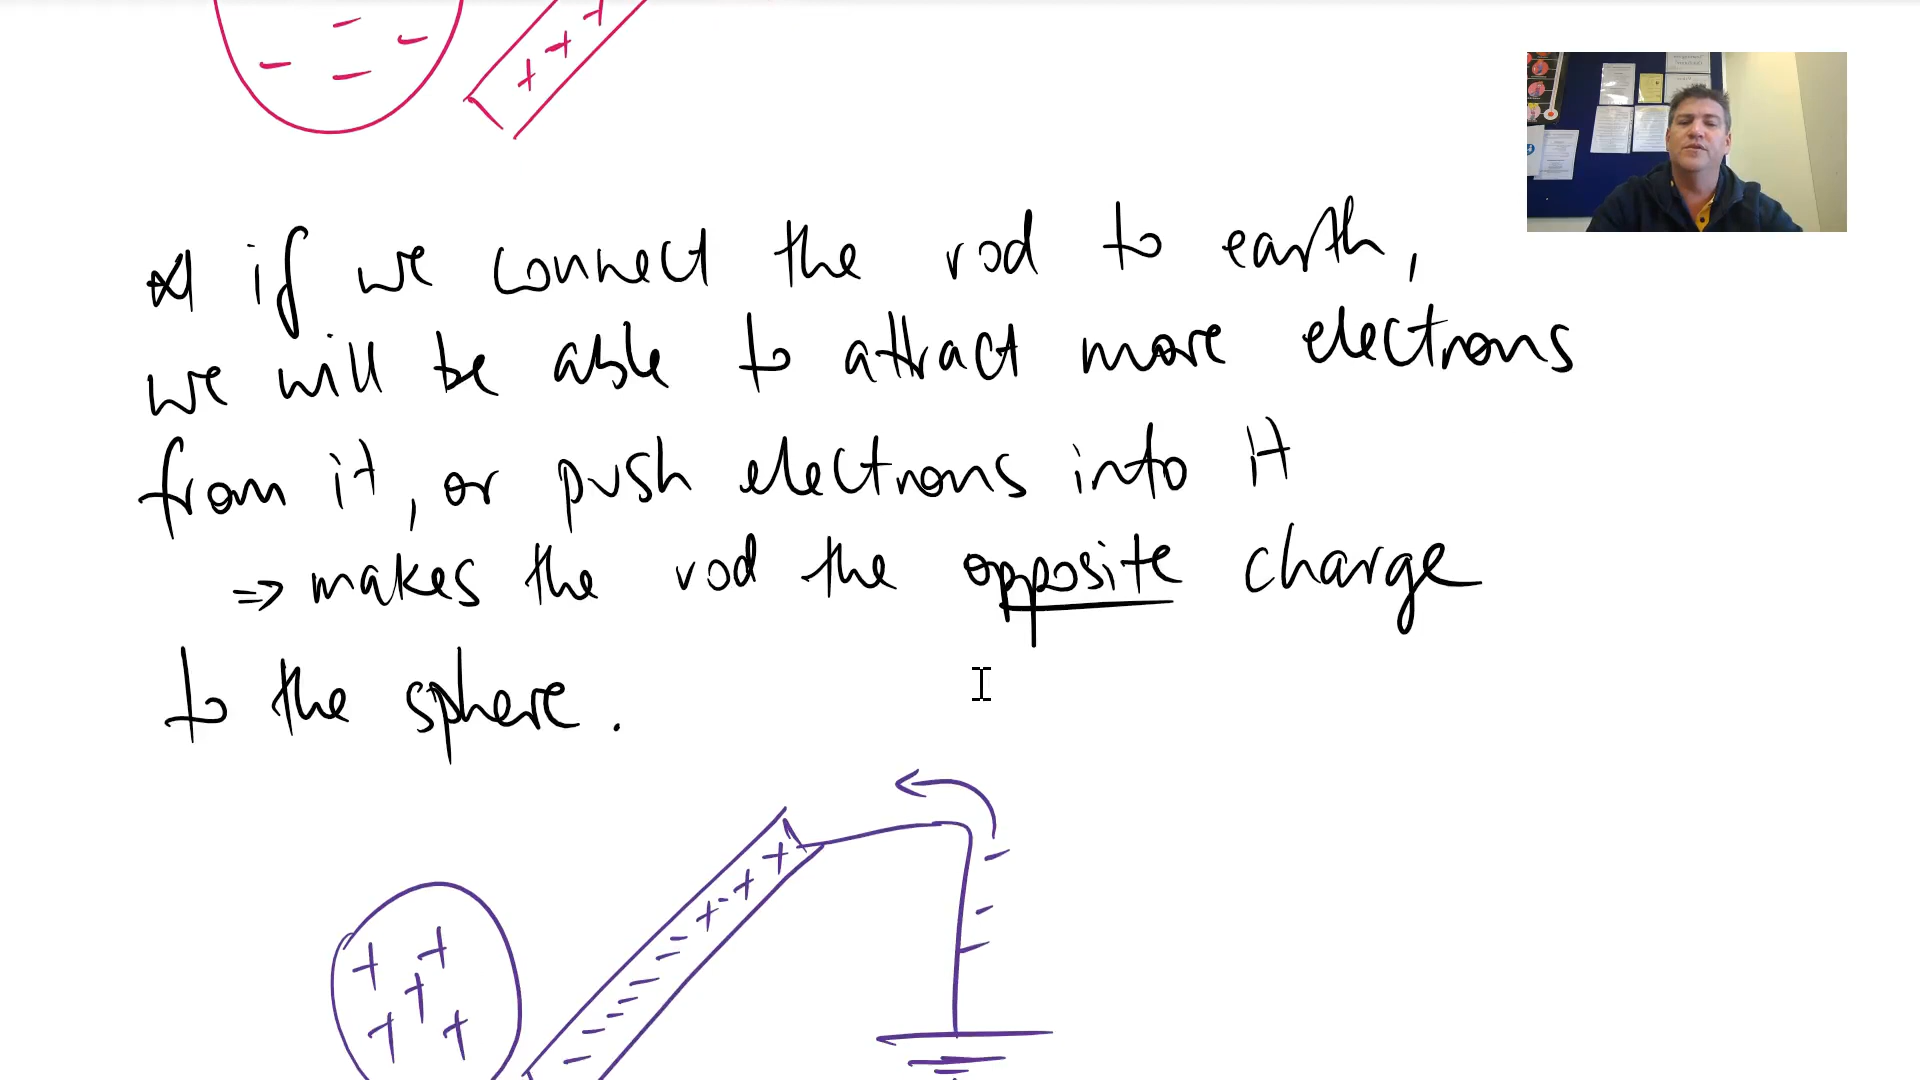 if we connect the rod to earth,
we will be able to attract more electrons
from it, or push electrons into it
=> makes the rod the opposite charge
to the sphere.